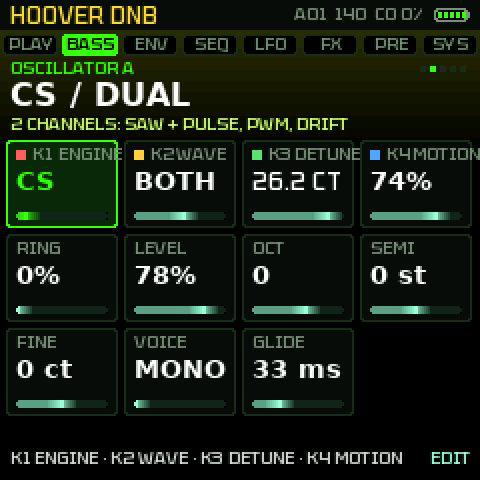 HOOVER DNB A01 140 C0 0%
PLAY BASS ENV SEQ LFO FX PRE SYS
OSCILLATOR A
CS / DUAL
2 CHANNELS: SAW + PULSE, PWM, DRIFT
K1 ENGINE K2 WAVE K3 DETUNE K4 MOTION
CS BOTH 26.2 CT 74%
RING LEVEL OCT SEMI
0% 78% 0 0 st
FINE VOICE GLIDE
0 ct MONO 33 ms
K1 ENGINE · K2 WAVE · K3 DETUNE · K4 MOTION EDIT